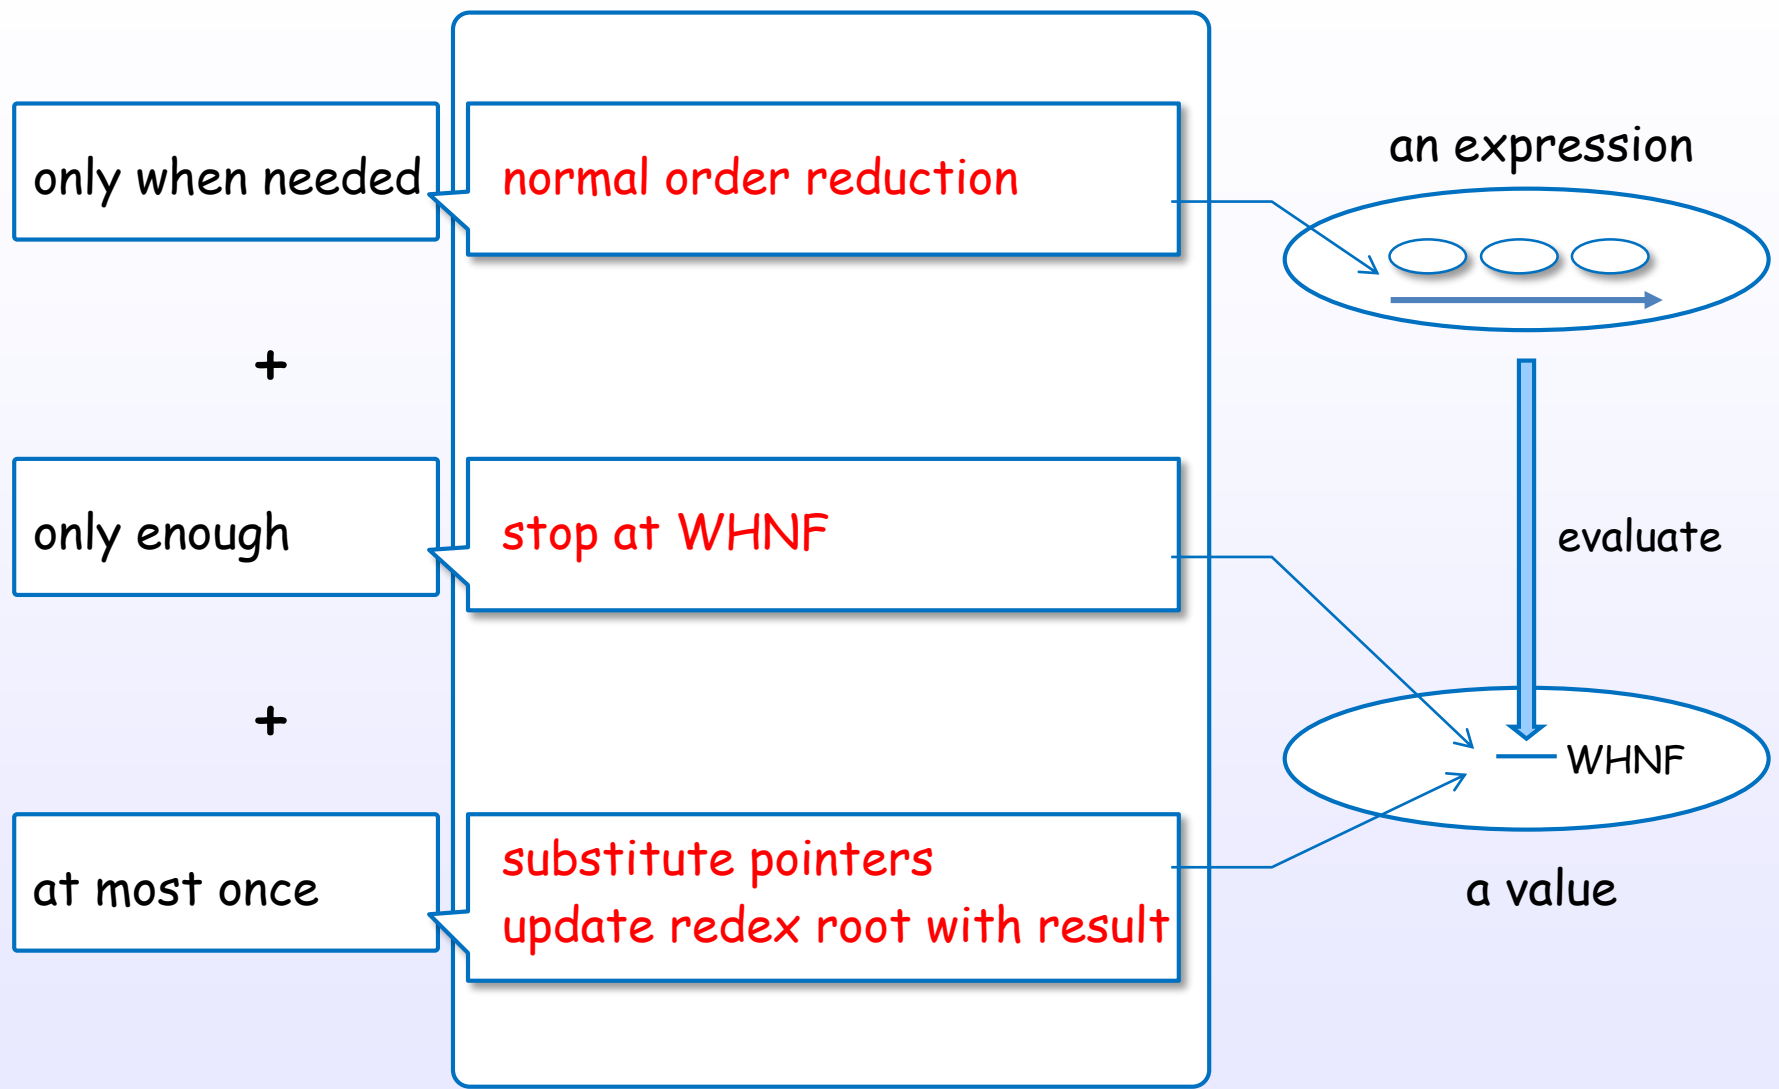 only when needed
normal order reduction
an expression
+
only enough
stop at WHNF
evaluate
+
WHNF
at most once
substitute pointers
update redex root with result
a value